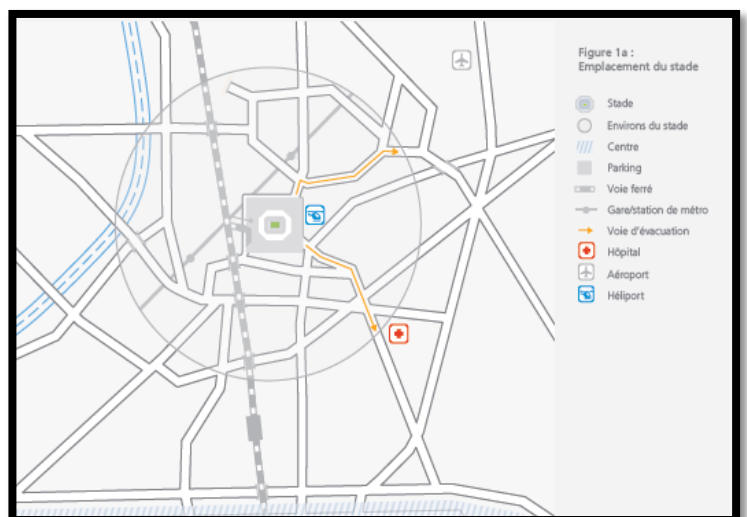 Figure 1a :
Emplacement du stade
Stade
Environs du stade
Centre
Parking
Voie ferré
Gare/station de métro
Voie d'évacuation
Hôpital
Aéroport
Héliport